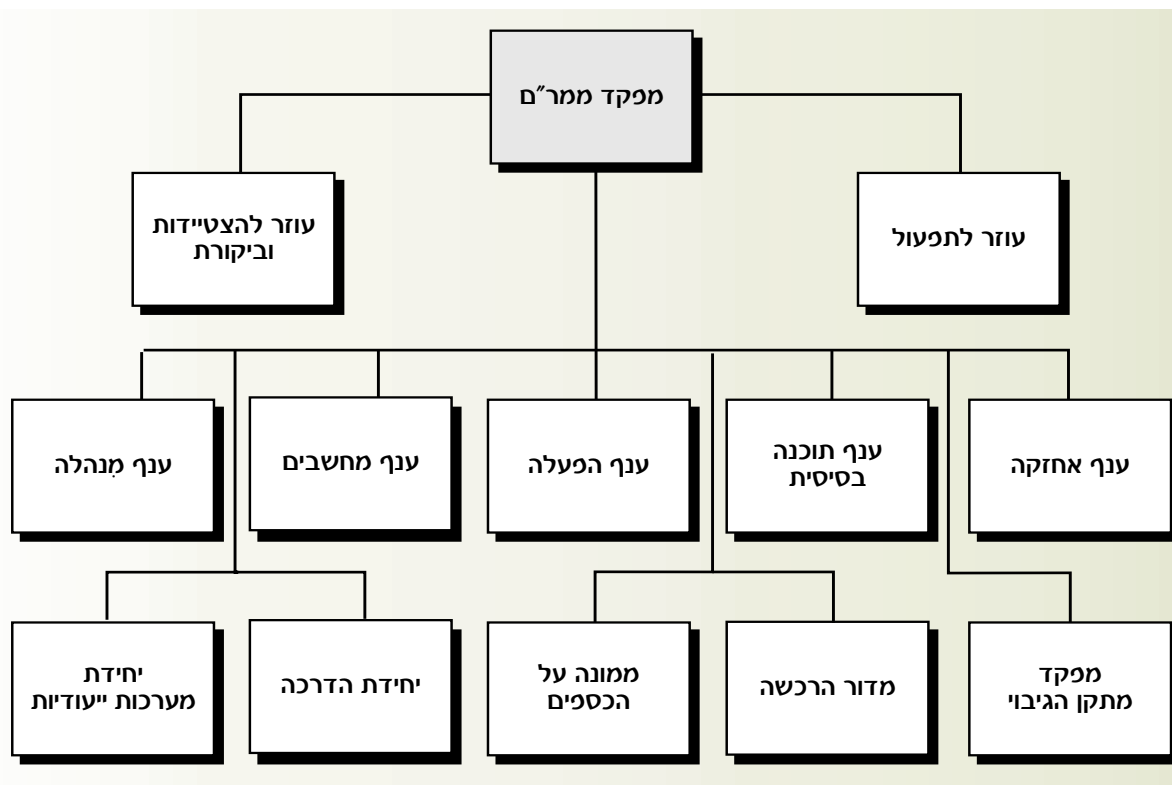 מפקד ממר״ם
עוזר לתפעול
עוזר להצטיידות
וביקורת
ענף אחזקה
ענף תוכנה
בסיסית
ענף הפעלה
ענף מחשבים
ענף מִנהלה
מפקד
מתקן הגיבוי
מדור הרכשה
ממונה על
הכספים
יחידת הדרכה
יחידת
מערכות ייעודיות